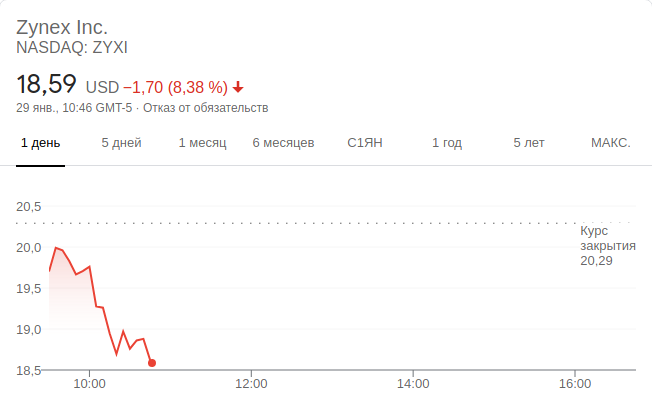 Zynex Inc.
NASDAQ: ZYXI
18,59 USD −1,70 (8,38 %)
29 янв., 10:46 GMT-5 · Отказ от обязательств
1 день 5 дней 1 месяц 6 месяцев С1ЯН 1 год 5 лет МАКС.
20,5
Курс
закрытия
20,29
20,0
19,5
19,0
18,5
10:00 12:00 14:00 16:00